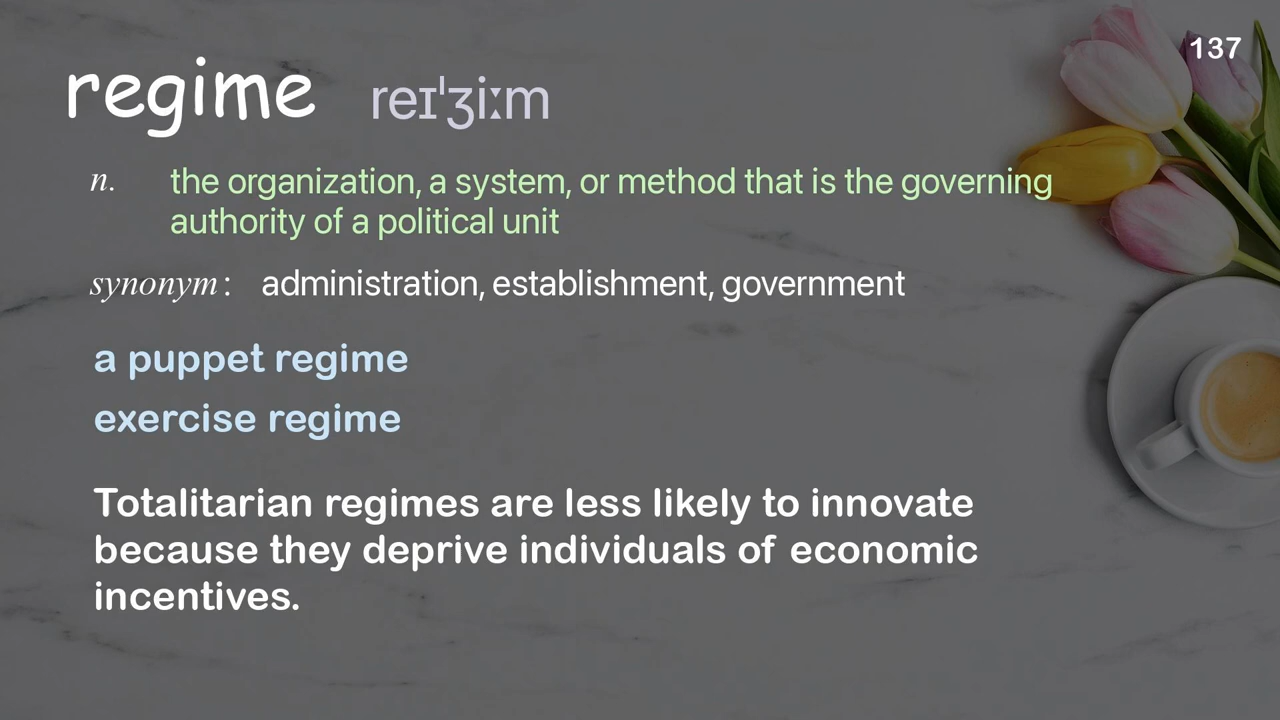 137
regime reɪˈʒiːm
n. the organization, a system, or method that is the governing
authority of a political unit
synonym : administration, establishment, government
a puppet regime
exercise regime
Totalitarian regimes are less likely to innovate
because they deprive individuals of economic
incentives.